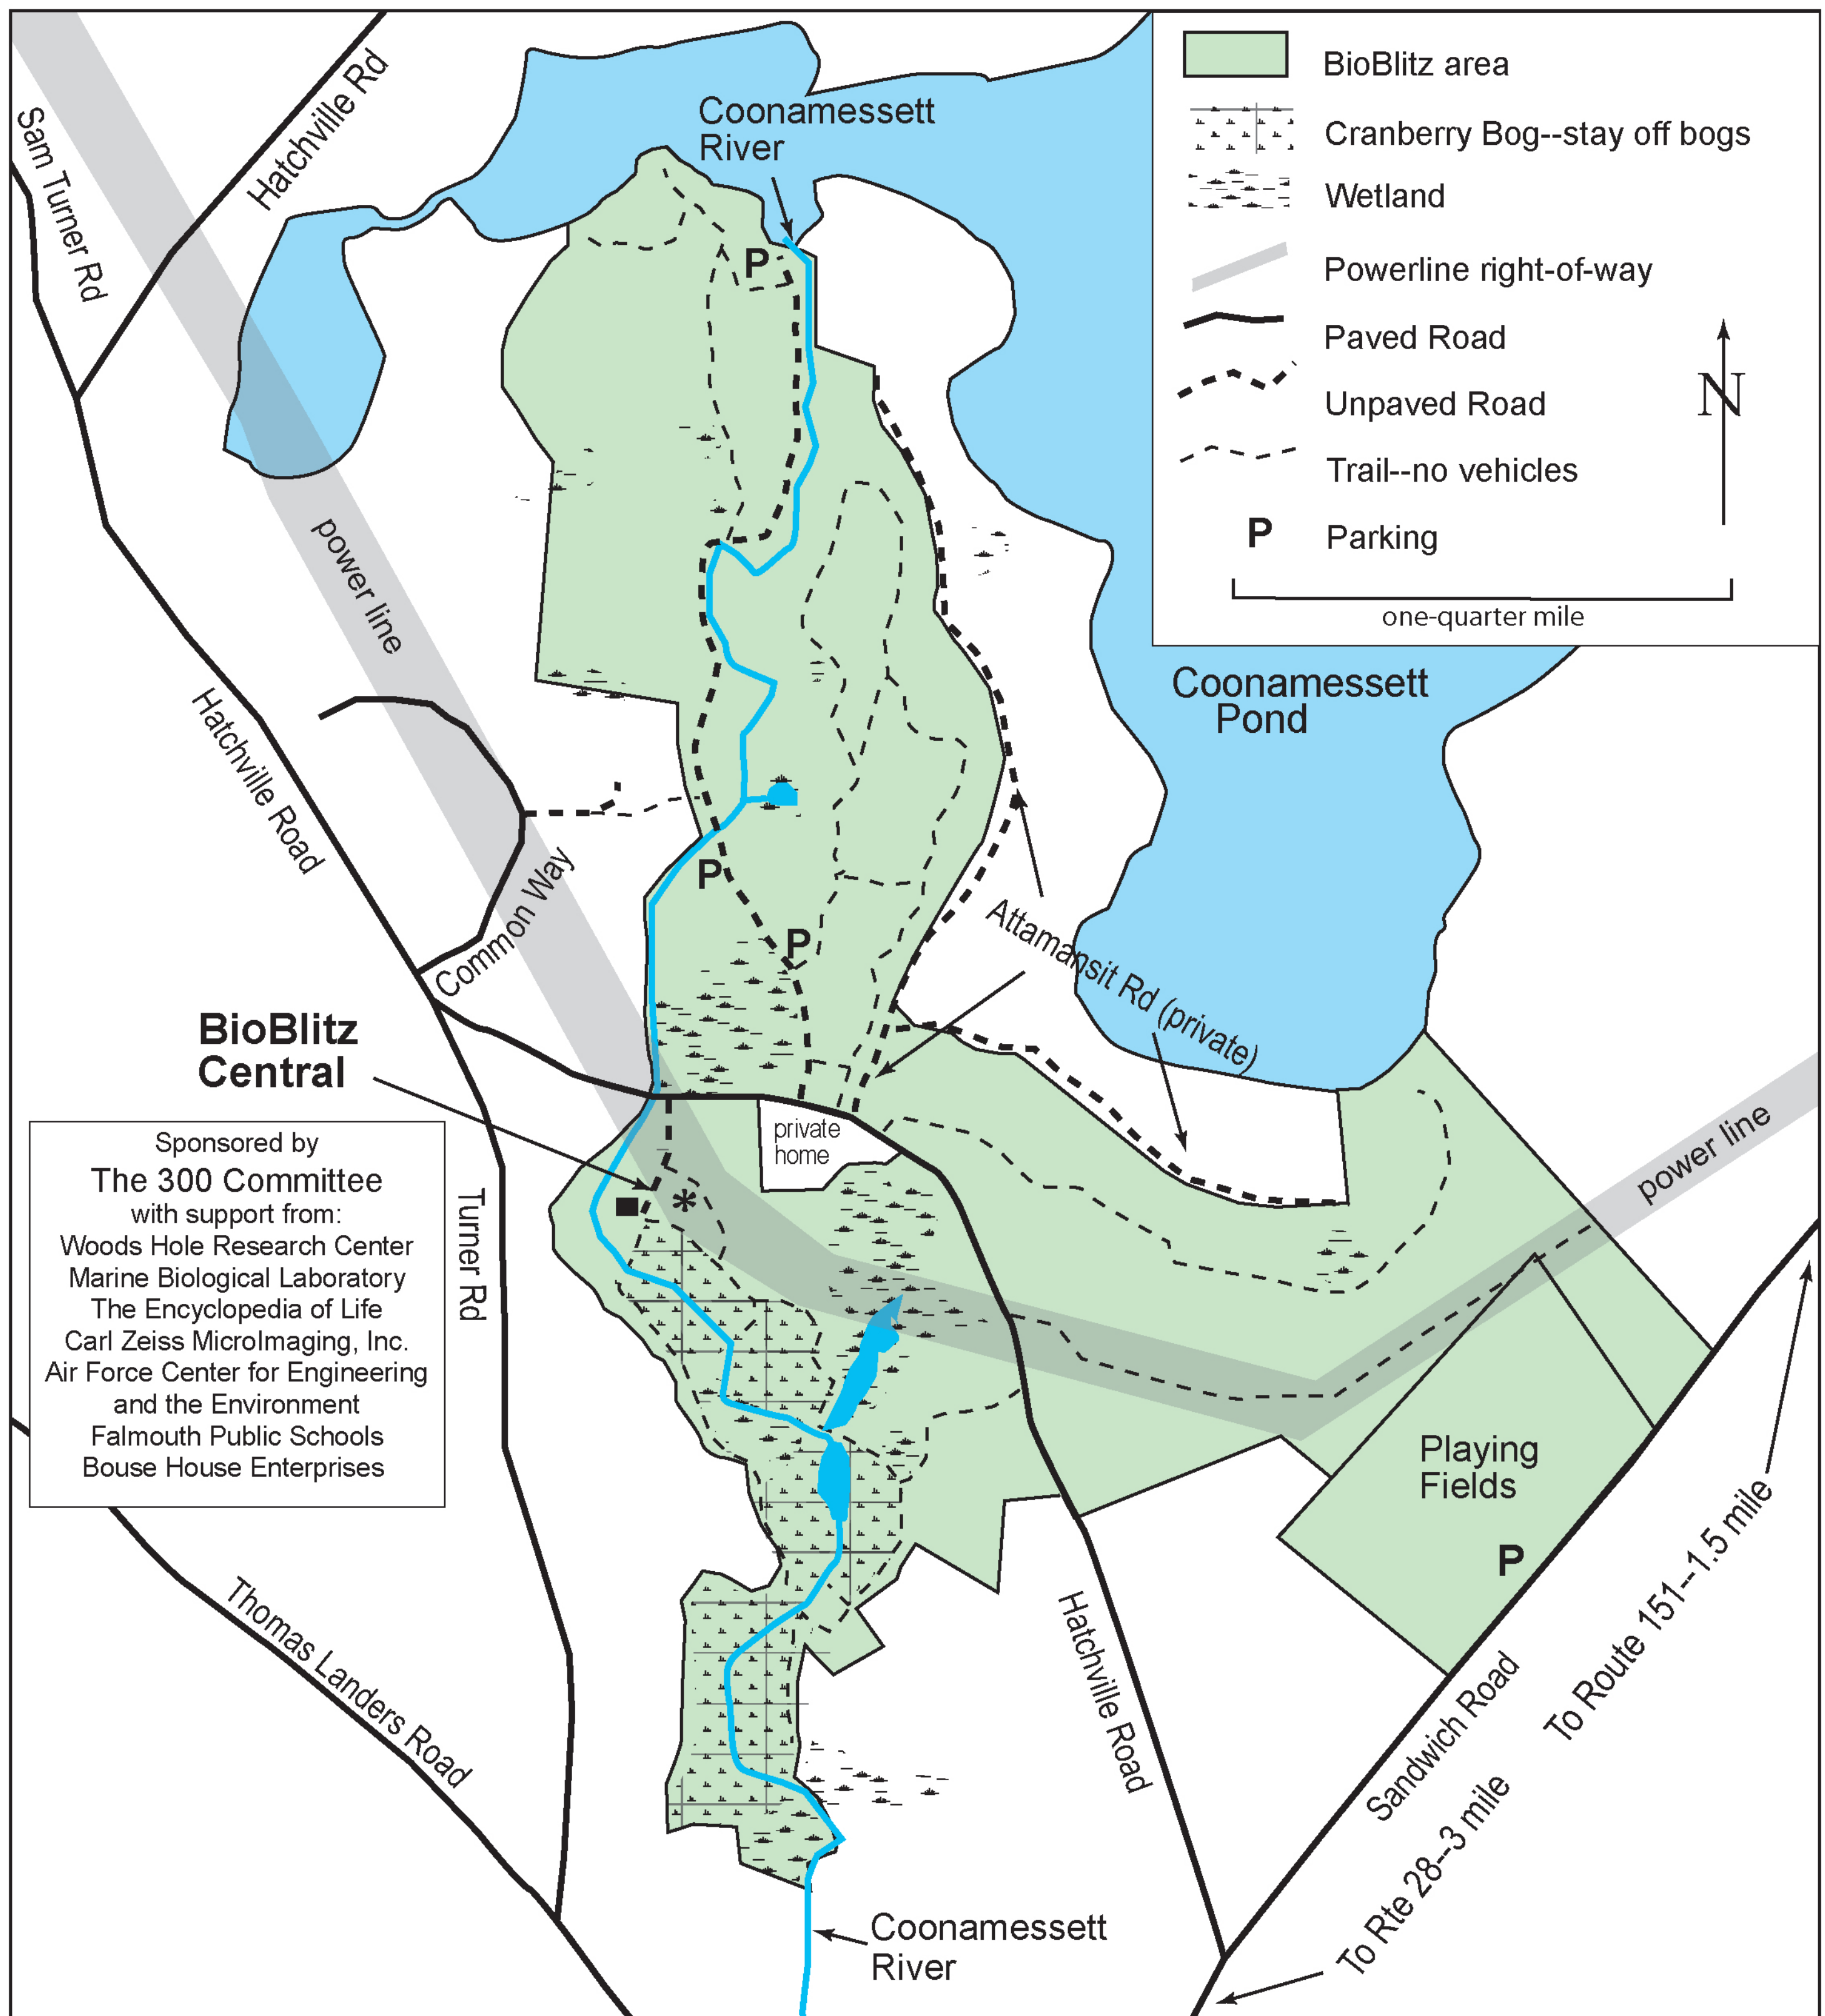 Sam Turner Rd
Hatchville Rd
Coonamessett
River
P
BioBlitz area
Cranberry Bog--stay off bogs
Wetland
Powerline right-of-way
Paved Road
Unpaved Road
Trail--no vehicles
P Parking
N
one-quarter mile
power line
Hatchville Road
Coonamessett
Pond
Common Way
P
P
Attamansit Rd (private)
BioBlitz
Central
private
home
*
power line
Sponsored by
The 300 Committee
with support from:
Woods Hole Research Center
Marine Biological Laboratory
The Encyclopedia of Life
Carl Zeiss MicroImaging, Inc.
Air Force Center for Engineering
and the Environment
Falmouth Public Schools
Bouse House Enterprises
Turner Rd
Playing
Fields
P
Thomas Landers Road
Hatchville Road
Sandwich Road
To Route 151--1.5 mile
To Rte 28--3 mile
Coonamessett
River